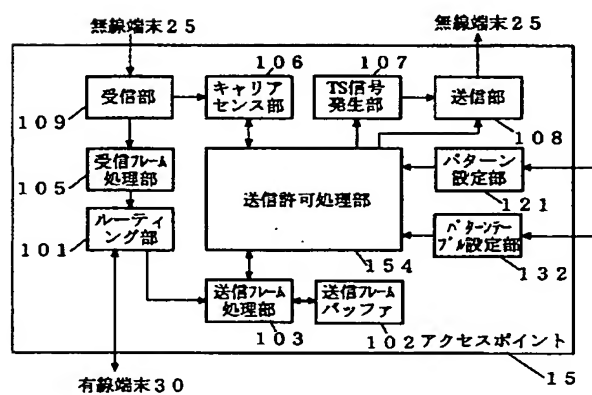 無線端末25
無線端末25
106
107
受信部
キャリア
センス部
TS信号
発生部
送信部
109
108
受信フレーム
処理部
送信許可処理部
パターン
設定部
105
121
ルーティ
ング部
パターンテー
ブル設定部
101
154
132
送信フレーム
処理部
送信フレーム
バッファ
103
102
アクセスポイント
有線端末30
15